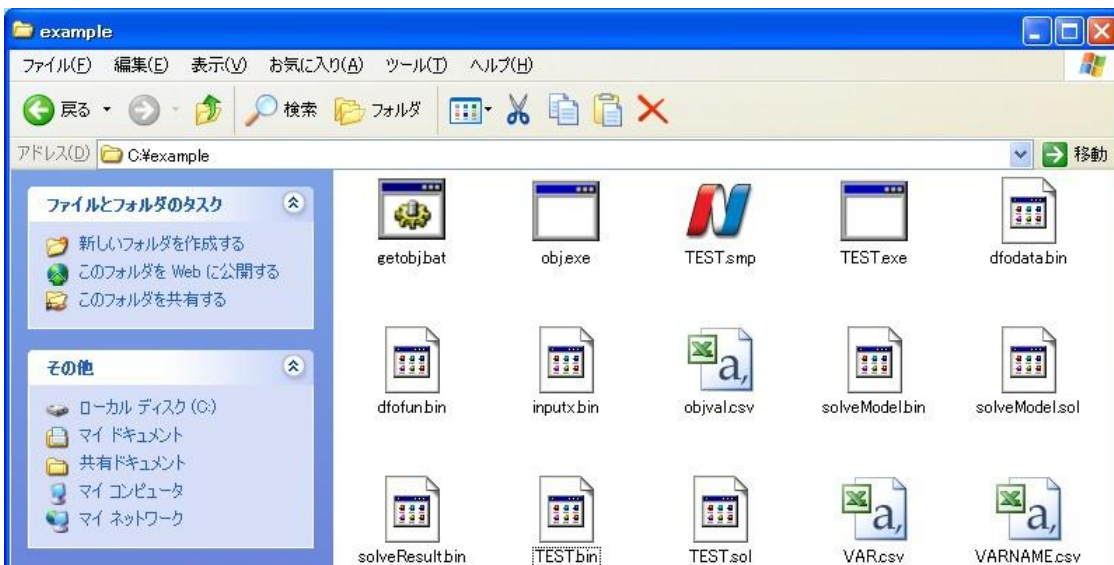 example
ファイル(F) 編集(E) 表示(V) お気に入り(A) ツール(T) ヘルプ(H)
戻る 検索 フォルダ
アドレス(D) C:¥example 移動
ファイルとフォルダのタスク
新しいフォルダを作成する
このフォルダを Web に公開する
このフォルダを共有する
その他
ローカル ディスク (C:)
マイ ドキュメント
共有ドキュメント
マイ コンピュータ
マイ ネットワーク
getobj.bat obj.exe TEST.smp TEST.exe dfodata.bin
dfofun.bin inputx.bin objval.csv solveModel.bin solveModel.sol
solveResult.bin TEST.bin TEST.sol VAR.csv VARNAME.csv